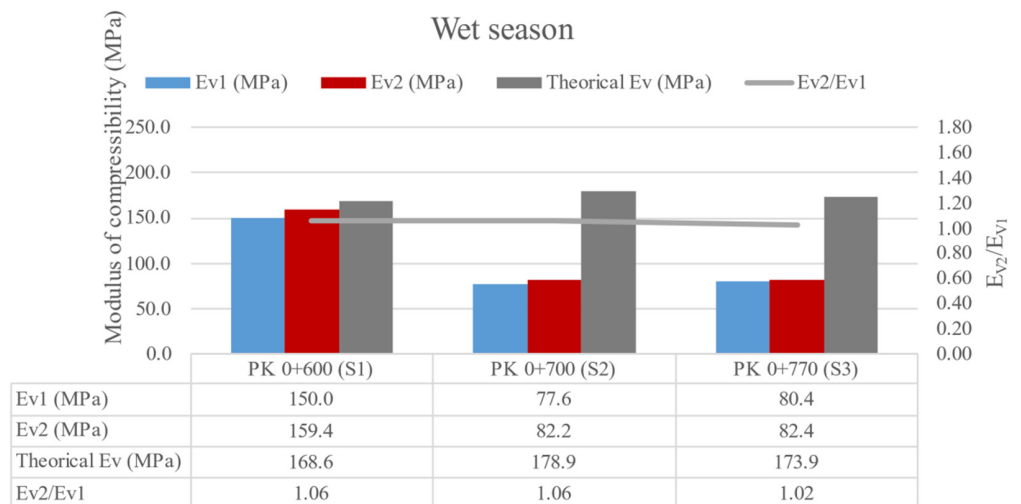 Wet season
Ev1 (MPa) Ev2 (MPa) Theorical Ev (MPa) Ev2/Ev1
Modulus of compressibility (MPa)
250.0
200.0
150.0
100.0
50.0
0.0
1.80
1.60
1.40
1.20
1.00
0.80
0.60
0.40
0.20
0.00
EV2/EV1
PK 0+600 (S1) PK 0+700 (S2) PK 0+770 (S3)
Ev1 (MPa) 150.0 77.6 80.4
Ev2 (MPa) 159.4 82.2 82.4
Theorical Ev (MPa) 168.6 178.9 173.9
Ev2/Ev1 1.06 1.06 1.02